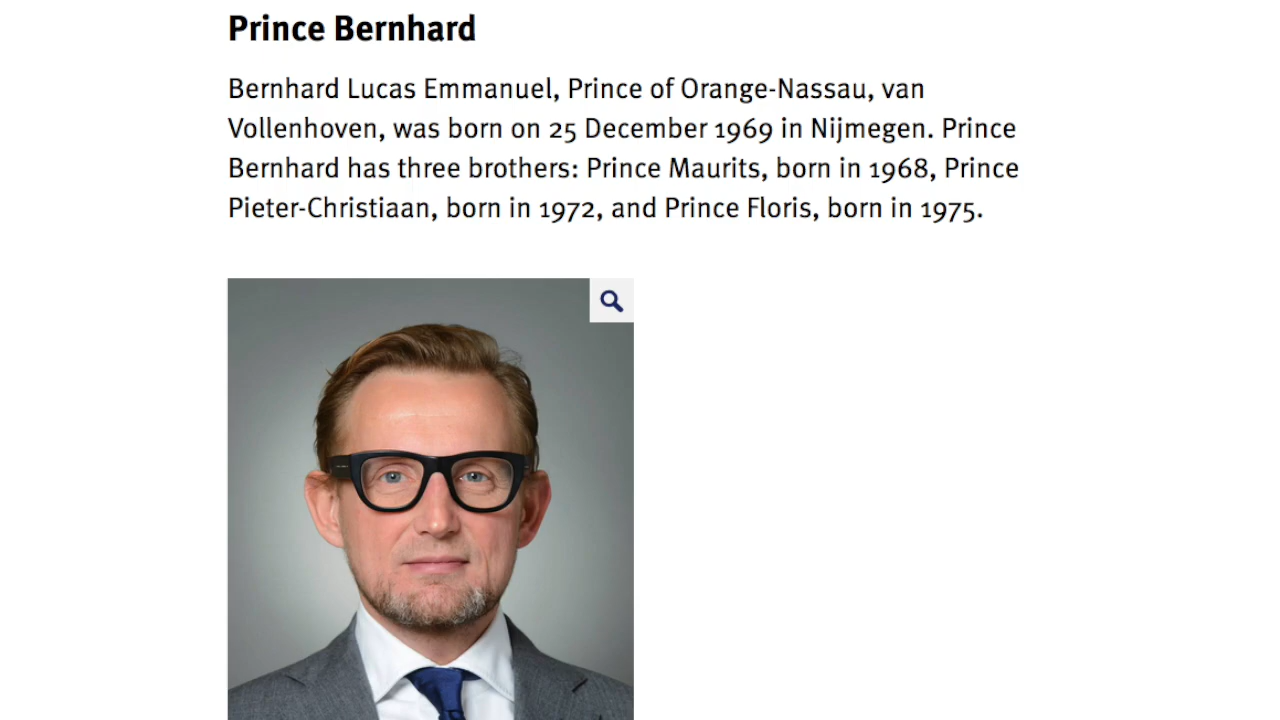 Prince Bernhard
Bernhard Lucas Emmanuel, Prince of Orange-Nassau, van
Vollenhoven, was born on 25 December 1969 in Nijmegen. Prince
Bernhard has three brothers: Prince Maurits, born in 1968, Prince
Pieter-Christiaan, born in 1972, and Prince Floris, born in 1975.